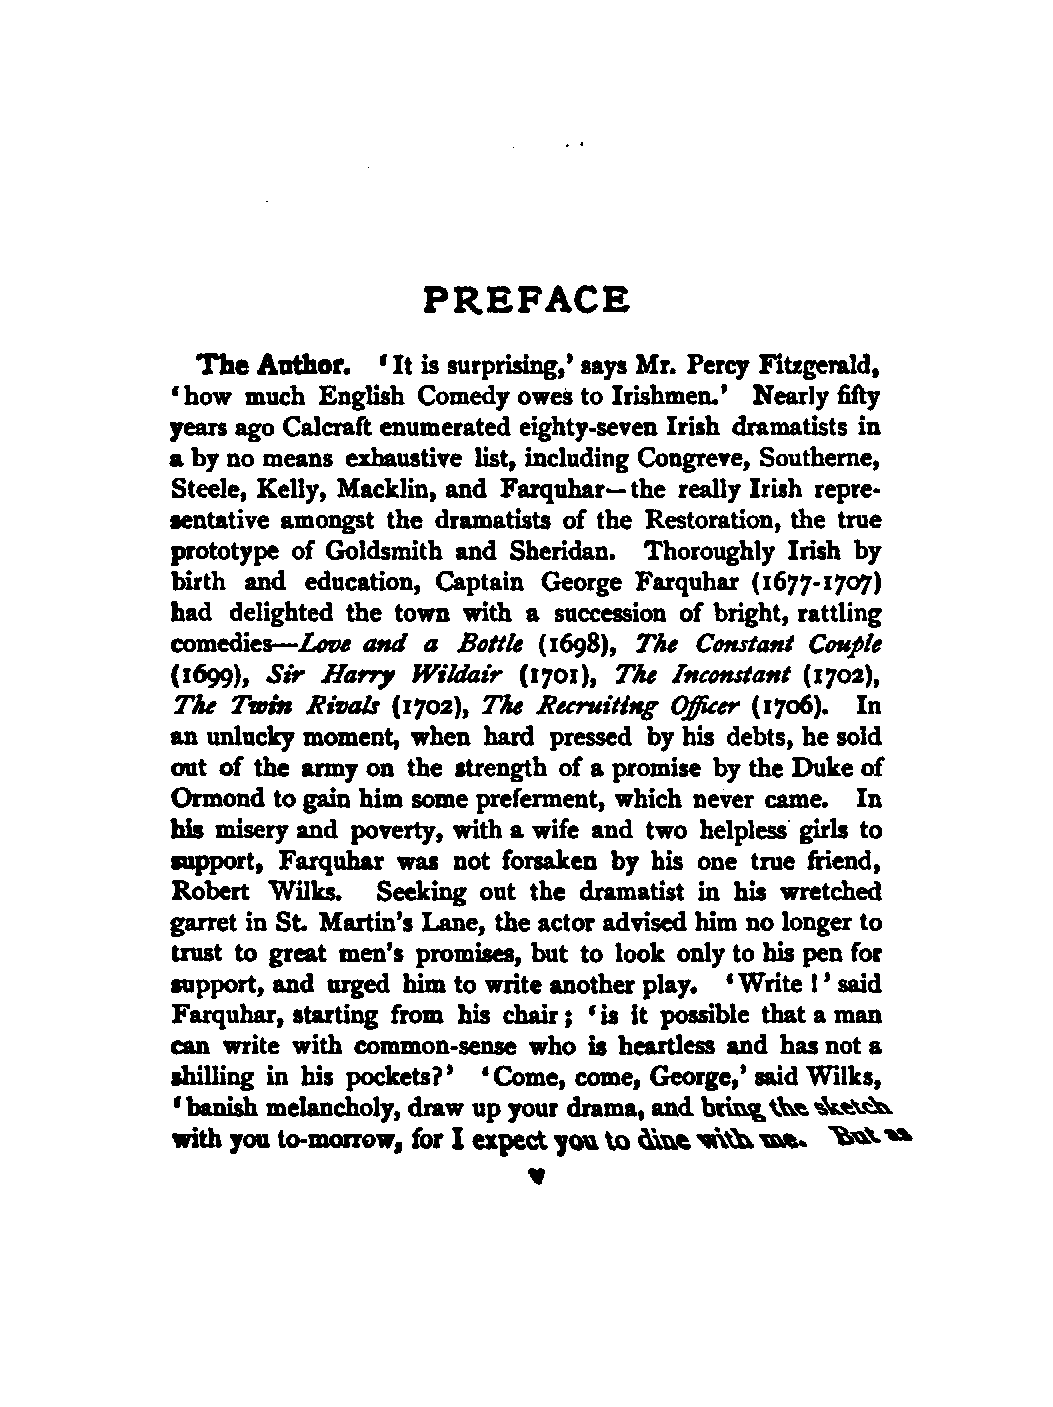 PREFACE
The Author. ‘It is surprising,’ says Mr. Percy Fitzgerald,
‘how much English Comedy owes to Irishmen.’ Nearly fifty
years ago Calcraft enumerated eighty-seven Irish dramatists in
a by no means exhaustive list, including Congreve, Southerne,
Steele, Kelly, Macklin, and Farquhar—the really Irish repre-
sentative amongst the dramatists of the Restoration, the true
prototype of Goldsmith and Sheridan. Thoroughly Irish by
birth and education, Captain George Farquhar (1677-1707)
had delighted the town with a succession of bright, rattling
comedies—Love and a Bottle (1698), The Constant Couple
(1699), Sir Harry Wildair (1701), The Inconstant (1702),
The Twin Rivals (1702), The Recruiting Officer (1706). In
an unlucky moment, when hard pressed by his debts, he sold
out of the army on the strength of a promise by the Duke of
Ormond to gain him some preferment, which never came. In
his misery and poverty, with a wife and two helpless girls to
support, Farquhar was not forsaken by his one true friend,
Robert Wilks. Seeking out the dramatist in his wretched
garret in St. Martin’s Lane, the actor advised him no longer to
trust to great men’s promises, but to look only to his pen for
support, and urged him to write another play. ‘Write!’ said
Farquhar, starting from his chair; ‘is it possible that a man
can write with common-sense who is heartless and has not a
shilling in his pockets?’ ‘Come, come, George,’ said Wilks,
‘banish melancholy, draw up your drama, and bring the sketch
with you to-morrow, for I expect you to dine with me. But as
v